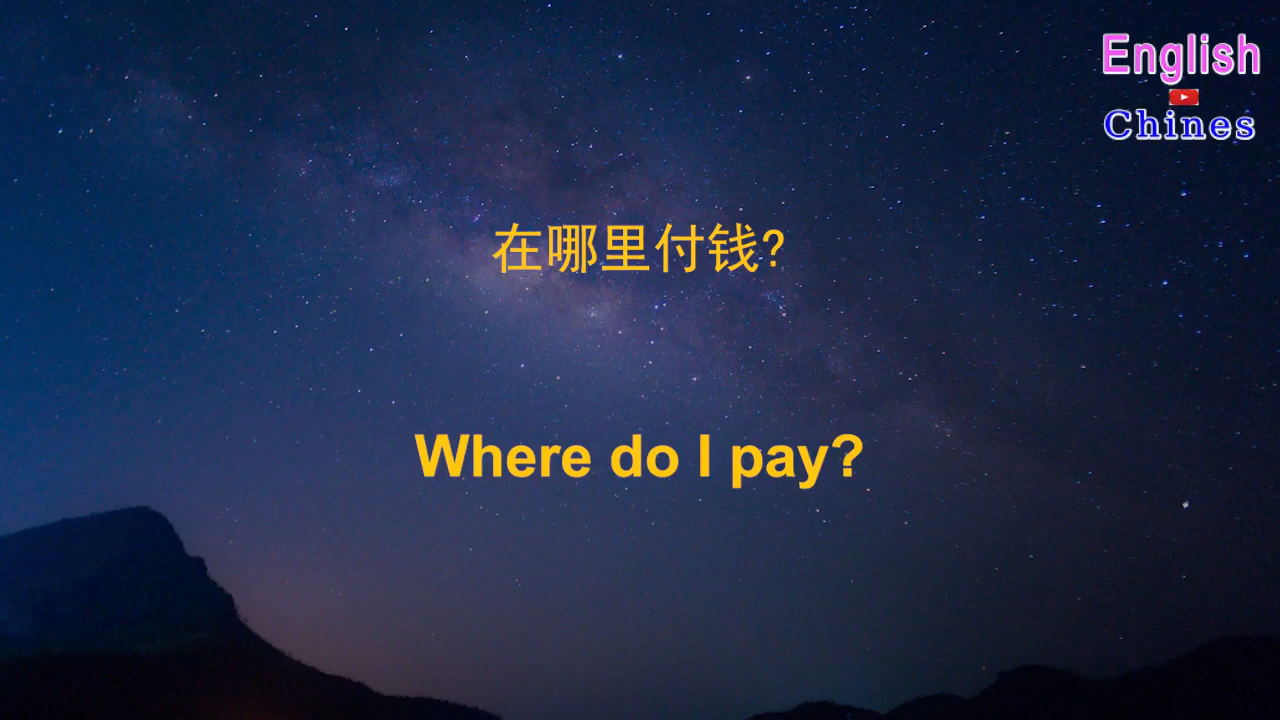 English
Chines
在哪里付钱?
Where do I pay?